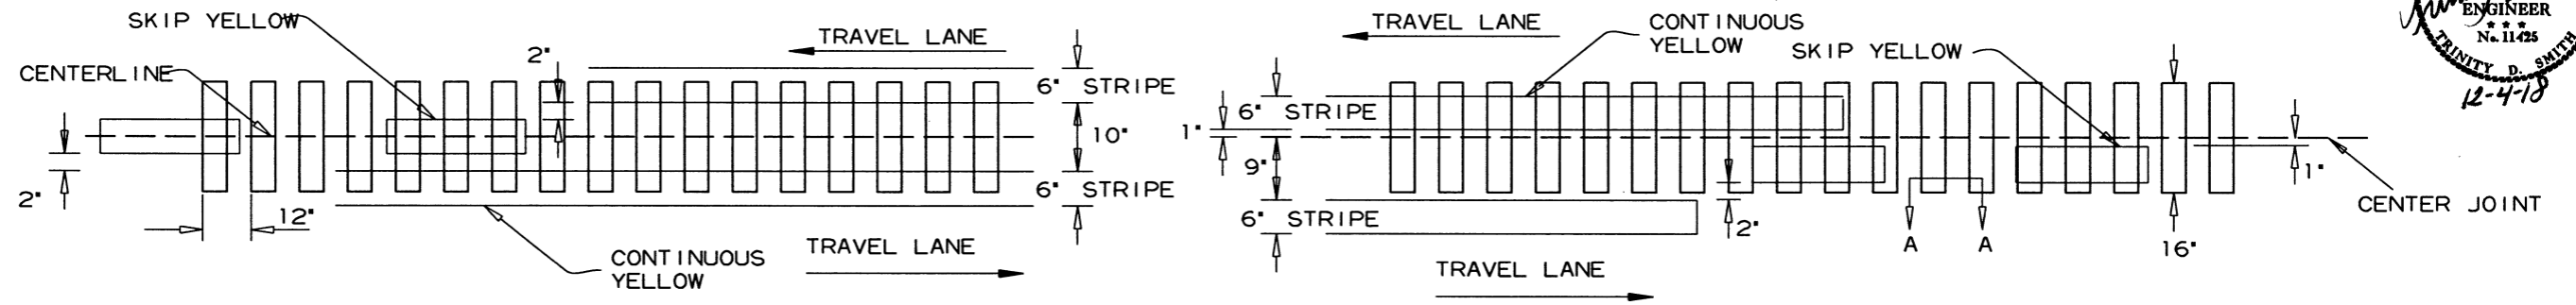 SKIP YELLOW
CENTERLINE
2"
TRAVEL LANE
6" STRIPE
10"
6" STRIPE
2"
12"
CONTINUOUS
YELLOW
TRAVEL LANE
TRAVEL LANE
CONTINUOUS
YELLOW
SKIP YELLOW
6" STRIPE
1"
9"
6" STRIPE
2"
A
A
16"
1"
CENTER JOINT
TRAVEL LANE
ENGINEER
No. 11425
TRINITY D. SMITH
12-4-18